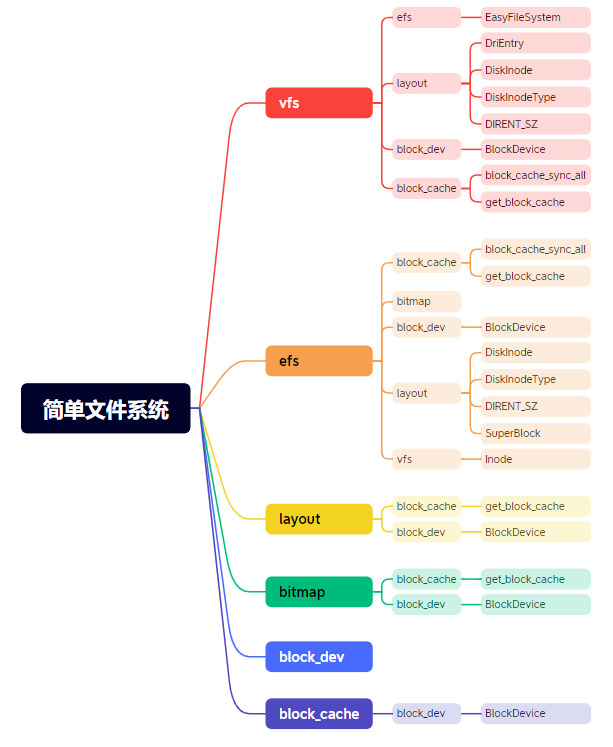 简单文件系统
vfs
efs
EasyFileSystem
layout
DriEntry
DiskInode
DiskInodeType
DIRENT_SZ
block_dev
BlockDevice
block_cache
block_cache_sync_all
get_block_cache
efs
block_cache
block_cache_sync_all
get_block_cache
bitmap
block_dev
BlockDevice
layout
DiskInode
DiskInodeType
DIRENT_SZ
SuperBlock
vfs
Inode
layout
block_cache
get_block_cache
block_dev
BlockDevice
bitmap
block_cache
get_block_cache
block_dev
BlockDevice
block_dev
block_cache
block_dev
BlockDevice